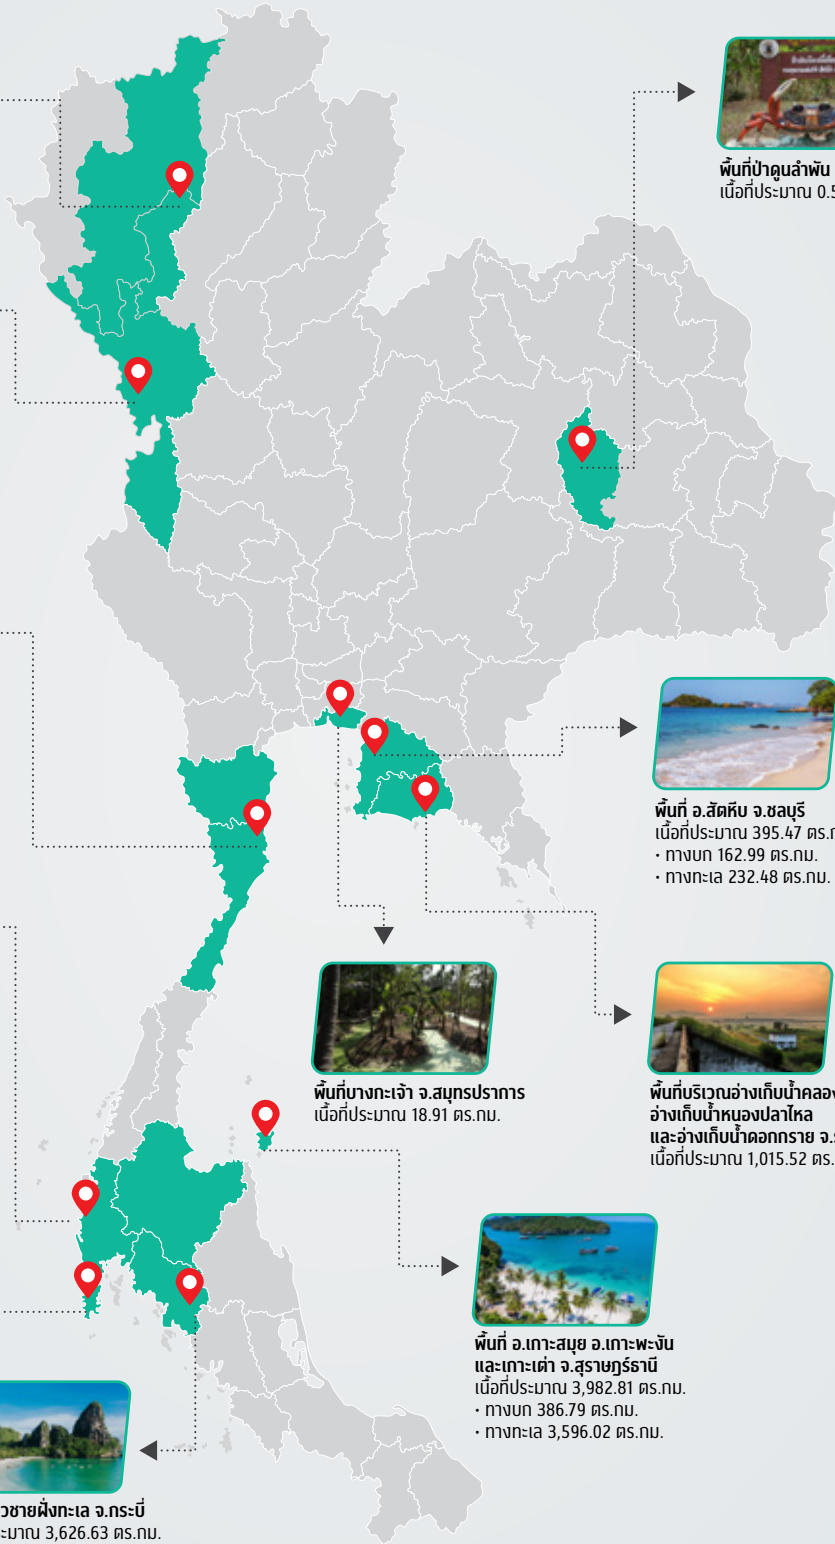 พื้นที่ป่าดูนลำพัน
เนื้อที่ประมาณ 0.5
พื้นที่ อ.สัตหีบ จ.ชลบุรี
เนื้อที่ประมาณ 395.47 ตร.ก
• ทางบก 162.99 ตร.กม.
• ทางทะเล 232.48 ตร.กม.
พื้นที่บางกะเจ้า จ.สมุทรปราการ
เนื้อที่ประมาณ 18.91 ตร.กม.
พื้นที่บริเวณอ่างเก็บน้ำคลอง
อ่างเก็บน้ำหนองปลาไหล
และอ่างเก็บน้ำดอกกราย จ.ร
เนื้อที่ประมาณ 1,015.52 ตร.
พื้นที่ อ.เกาะสมุย อ.เกาะพะงัน
และเกาะเต่า จ.สุราษฎร์ธานี
เนื้อที่ประมาณ 3,982.81 ตร.กม.
• ทางบก 386.79 ตร.กม.
• ทางทะเล 3,596.02 ตร.กม.
วชายฝั่งทะเล จ.กระบี่
ระมาณ 3,626.63 ตร.กม.